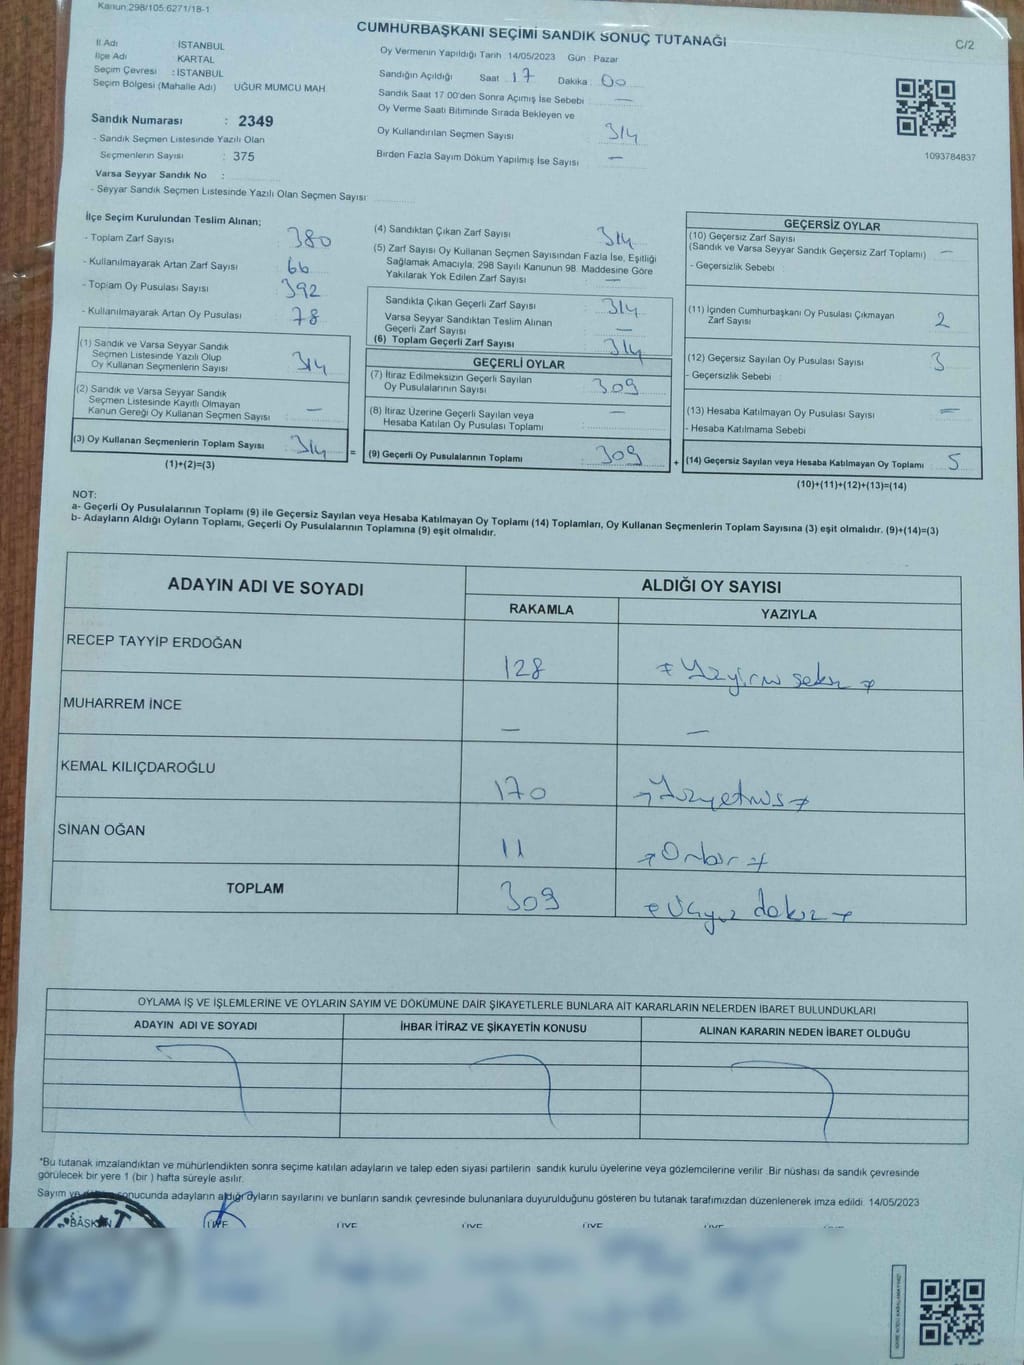 Kanun:298/105:6271/18-1
CUMHURBAŞKANI SEÇİMİ SANDIK SONUÇ TUTANAĞI
C/2
İl Adı : İSTANBUL
İlçe Adı : KARTAL
Seçim Çevresi : İSTANBUL
Seçim Bölgesi (Mahalle Adı) UĞUR MUMCU MAH
Oy Vermenin Yapıldığı Tarih 14/05/2023 Gün Pazar
Sandığın Açıldığı Saat 17 Dakika 00
Sandık Saat 17 00'den Sonra Açımış İse Sebebi —
Oy Verme Saati Bitiminde Sırada Bekleyen ve
Oy Kullandırılan Seçmen Sayısı 314
Birden Fazla Sayım Döküm Yapılmış İse Sayısı —
1093784837
Sandık Numarası : 2349
- Sandık Seçmen Listesinde Yazılı Olan
Seçmenlerin Sayısı : 375
Varsa Seyyar Sandık No :
- Seyyar Sandık Seçmen Listesinde Yazılı Olan Seçmen Sayısı:
İlçe Seçim Kurulundan Teslim Alınan;
- Toplam Zarf Sayısı : 380
- Kullanılmayarak Artan Zarf Sayısı : 66
- Toplam Oy Pusulası Sayısı : 392
- Kullanılmayarak Artan Oy Pusulası : 78
(1) Sandık ve Varsa Seyyar Sandık
Seçmen Listesinde Yazılı Olup
Oy Kullanan Seçmenlerin Sayısı 314
(2) Sandık ve Varsa Seyyar Sandık
Seçmen Listesinde Kayıtlı Olmayan
Kanun Gereği Oy Kullanan Seçmen Sayısı —
(3) Oy Kullanan Seçmenlerin Toplam Sayısı 314
(1)+(2)=(3)
=
(4) Sandıktan Çıkan Zarf Sayısı 314
(5) Zarf Sayısı Oy Kullanan Seçmen Sayısından Fazla İse, Eşitliği
Sağlamak Amacıyla; 298 Sayılı Kanunun 98. Maddesine Göre
Yakılarak Yok Edilen Zarf Sayısı —
Sandıkta Çıkan Geçerli Zarf Sayısı 314
Varsa Seyyar Sandıktan Teslim Alınan
Geçerli Zarf Sayısı —
(6) Toplam Geçerli Zarf Sayısı 314
GEÇERLİ OYLAR
(7) İtiraz Edilmeksizin Geçerli Sayılan
Oy Pusulalarının Sayısı 309
(8) İtiraz Üzerine Geçerli Sayılan veya
Hesaba Katılan Oy Pusulası Toplamı —
(9) Geçerli Oy Pusulalarının Toplamı 309
+
GEÇERSİZ OYLAR
(10) Geçersiz Zarf Sayısı
(Sandık ve Varsa Seyyar Sandık Geçersiz Zarf Toplamı) —
- Geçersizlik Sebebi
(11) İçinden Cumhurbaşkanı Oy Pusulası Çıkmayan
Zarf Sayısı 2
(12) Geçersiz Sayılan Oy Pusulası Sayısı 3
- Geçersizlik Sebebi :
(13) Hesaba Katılmayan Oy Pusulası Sayısı —
- Hesaba Katılmama Sebebi
(14) Geçersiz Sayılan veya Hesaba Katılmayan Oy Toplamı 5
(10)+(11)+(12)+(13)=(14)
NOT:
a- Geçerli Oy Pusulalarının Toplamı (9) ile Geçersiz Sayılan veya Hesaba Katılmayan Oy Toplamı (14) Toplamları, Oy Kullanan Seçmenlerin Toplam Sayısına (3) eşit olmalıdır. (9)+(14)=(3)
b- Adayların Aldığı Oyların Toplamı, Geçerli Oy Pusulalarının Toplamına (9) eşit olmalıdır.
ADAYIN ADI VE SOYADI ALDIĞI OY SAYISI
RAKAMLA YAZIYLA
RECEP TAYYİP ERDOĞAN 128 Yüzyirmi sekiz
MUHARREM İNCE — —
KEMAL KILIÇDAROĞLU 170 Yüzyetmiş
SİNAN OĞAN 11 Onbir
TOPLAM 309 Üçyüz dokuz
OYLAMA İŞ VE İŞLEMLERİNE VE OYLARIN SAYIM VE DÖKÜMÜNE DAİR ŞİKAYETLERLE BUNLARA AİT KARARLARIN NELERDEN İBARET BULUNDUKLARI
ADAYIN ADI VE SOYADI İHBAR İTİRAZ VE ŞİKAYETİN KONUSU ALINAN KARARIN NEDEN İBARET OLDUĞU
*Bu tutanak imzalandıktan ve mühürlendikten sonra seçime katılan adayların ve talep eden siyasi partilerin sandık kurulu üyelerine veya gözlemcilerine verilir. Bir nüshası da sandık çevresinde
görülecek bir yere 1 (bir) hafta süreyle asılır.
Sayım ve sonucunda adayların aldığı oyların sayılarını ve bunların sandık çevresinde bulunanlara duyurulduğunu gösteren bu tutanak tarafımızdan düzenlenerek imza edildi. 14/05/2023
BAŞKAN ÜYE ÜYE ÜYE ÜYE ÜYE